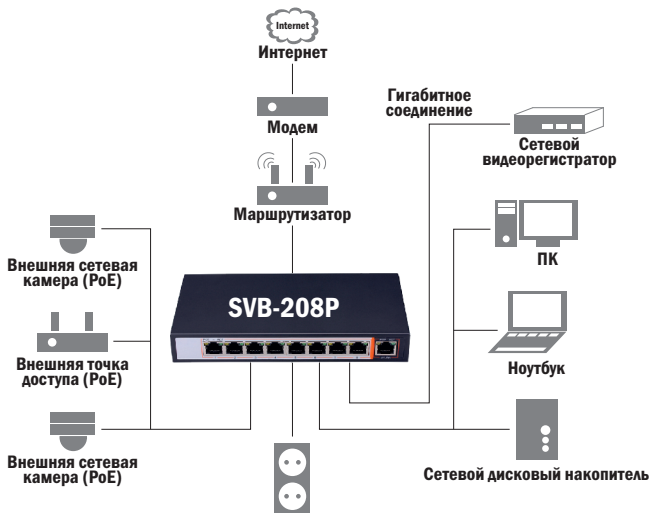 Internet
Интернет
Модем
Гигабитное
соединение
Сетевой
видеорегистратор
Маршрутизатор
Внешняя сетевая
камера (PoE)
ПК
SVB-208P
Внешняя точка
доступа (PoE)
Ноутбук
Внешняя сетевая
камера (PoE)
Сетевой дисковый накопитель